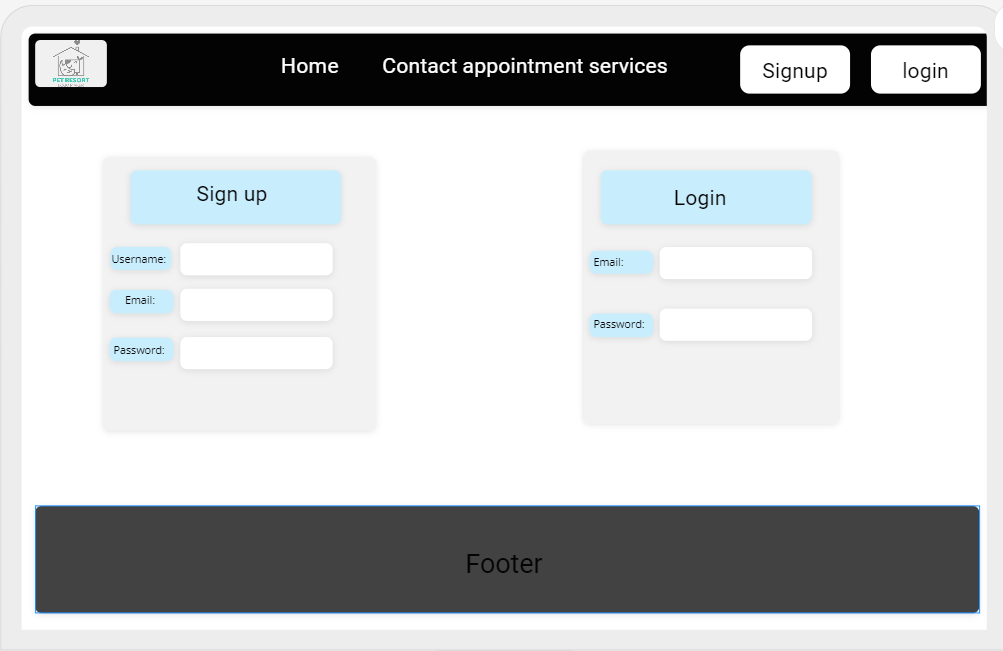 PET RESORT
Home
Contact appointment services
Signup
login
Sign up
Username:
Email:
Password:
Login
Email:
Password:
Footer